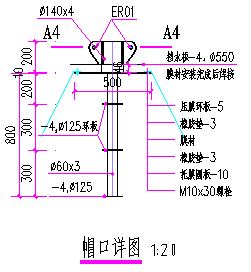 Ø140x4
ER01
A4 A4
挡水板-4, Ø550
膜材安装完成后焊接
200
40
200
300
300
800
50
500
-4,Ø125环板
压膜环板-5
橡胶垫-3
膜材
橡胶垫-3
托膜圆板-10
M10x30螺栓
Ø60x3
-4,Ø125
帽口详图 1:20